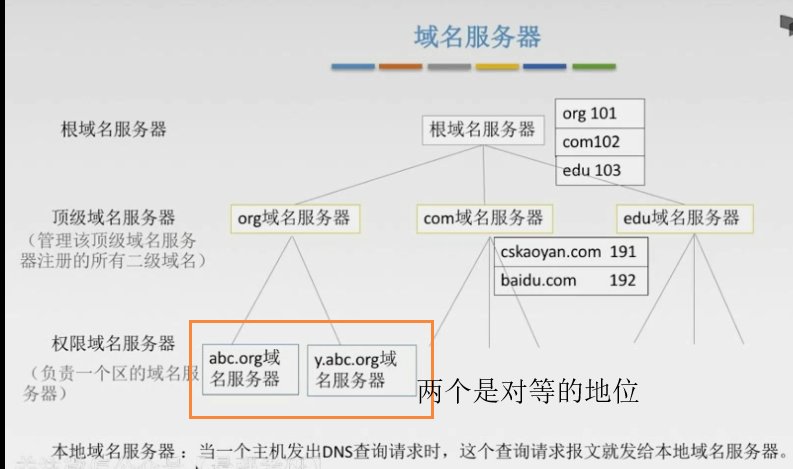 域名服务器
根域名服务器
根域名服务器
org 101
com102
edu 103
顶级域名服务器
（管理该顶级域名服务
器注册的所有二级域名）
org域名服务器
com域名服务器
edu域名服务器
cskaoyan.com 191
baidu.com 192
权限域名服务器
（负责一个区的域名服
务器）
abc.org域
名服务器
y.abc.org域
名服务器
两个是对等的地位
本地域名服务器：当一个主机发出DNS查询请求时，这个查询请求报文就发给本地域名服务器。